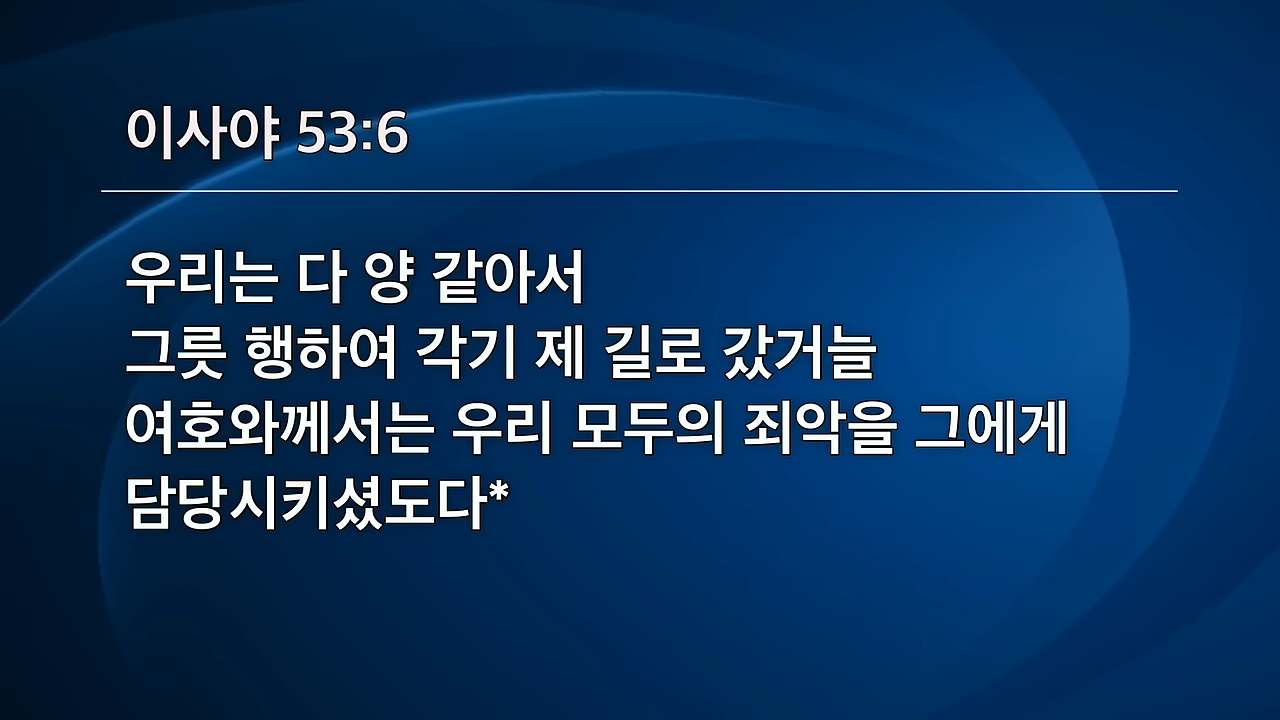 이사야 53:6
우리는 다 양 같아서
그릇 행하여 각기 제 길로 갔거늘
여호와께서는 우리 모두의 죄악을 그에게
담당시키셨도다*